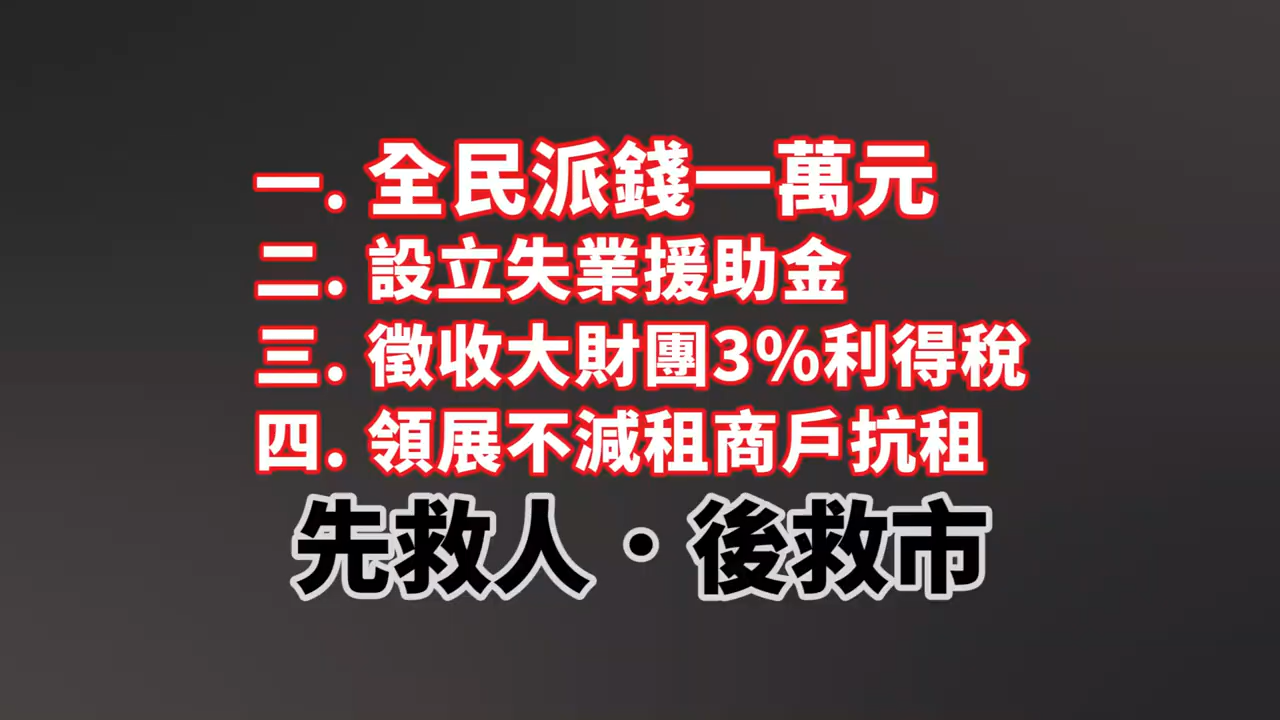 一. 全民派錢一萬元
二. 設立失業援助金
三. 徵收大財團3%利得稅
四. 領展不減租商戶抗租
先救人・後救市